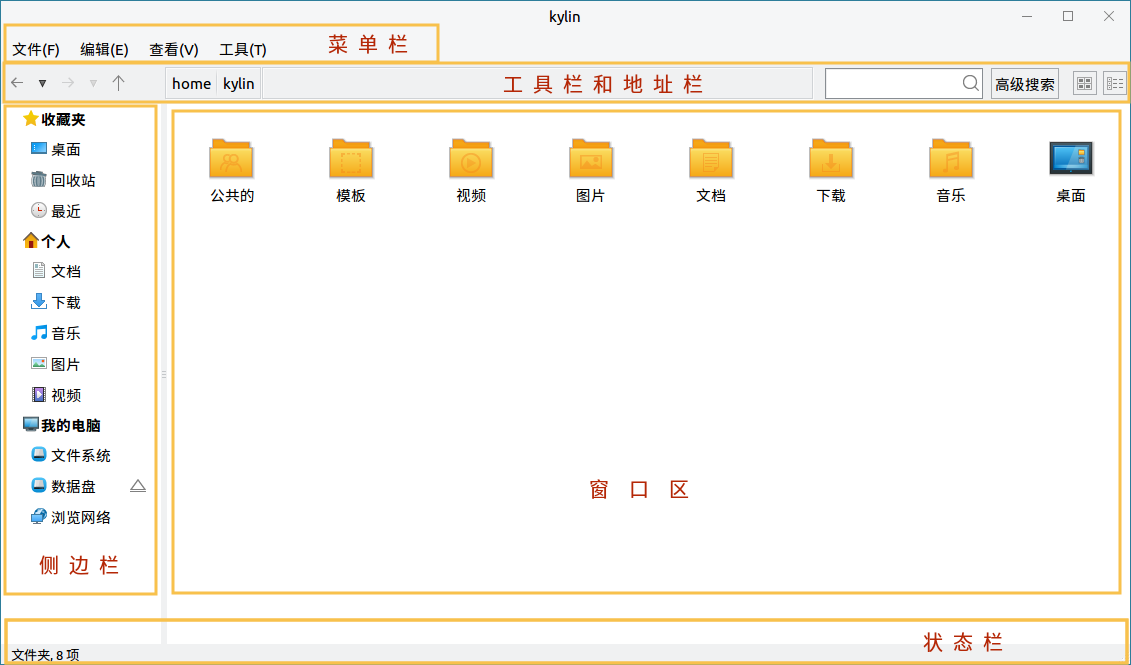 kylin
文件(F) 编辑(E) 查看(V) 工具(T) 菜单栏
home kylin 工具栏和地址栏 高级搜索
收藏夹
桌面
回收站
最近
个人
文档
下载
音乐
图片
视频
我的电脑
文件系统
数据盘
浏览网络
侧边栏
公共的 模板 视频 图片 文档 下载 音乐 桌面
窗口区
状态栏
文件夹, 8 项